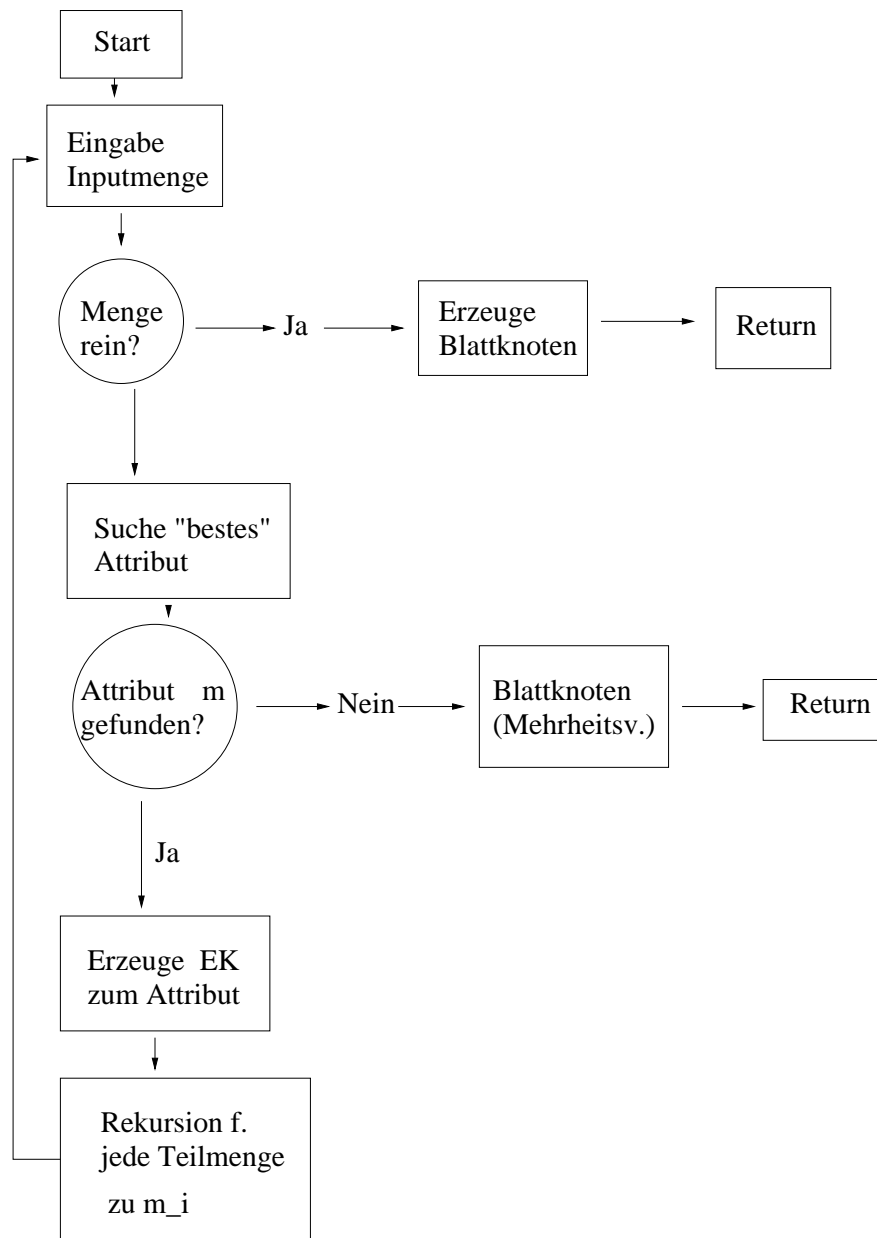 Start
Eingabe
Inputmenge
Menge
rein?
Ja
Erzeuge
Blattknoten
Return
Suche "bestes"
Attribut
Attribut m
gefunden?
Nein
Blattknoten
(Mehrheitsv.)
Return
Ja
Erzeuge EK
zum Attribut
Rekursion f.
jede Teilmenge
zu m_i